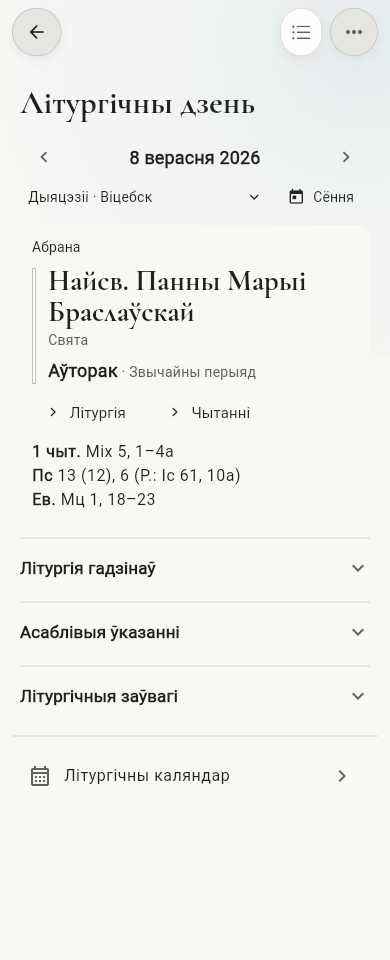 Літургічны дзень
8 верасня 2026
Дыяцэзіі · Віцебск
Сёння
Абрана
Найсв. Панны Марыі
Браслаўскай
Свята
Аўторак · Звычайны перыяд
Літургія
Чытанні
1 чыт. Міх 5, 1–4а
Пс 13 (12), 6 (Р.: Іс 61, 10а)
Ев. Мц 1, 18–23
Літургія гадзінаў
Асаблівыя ўказанні
Літургічныя заўвагі
Літургічны каляндар